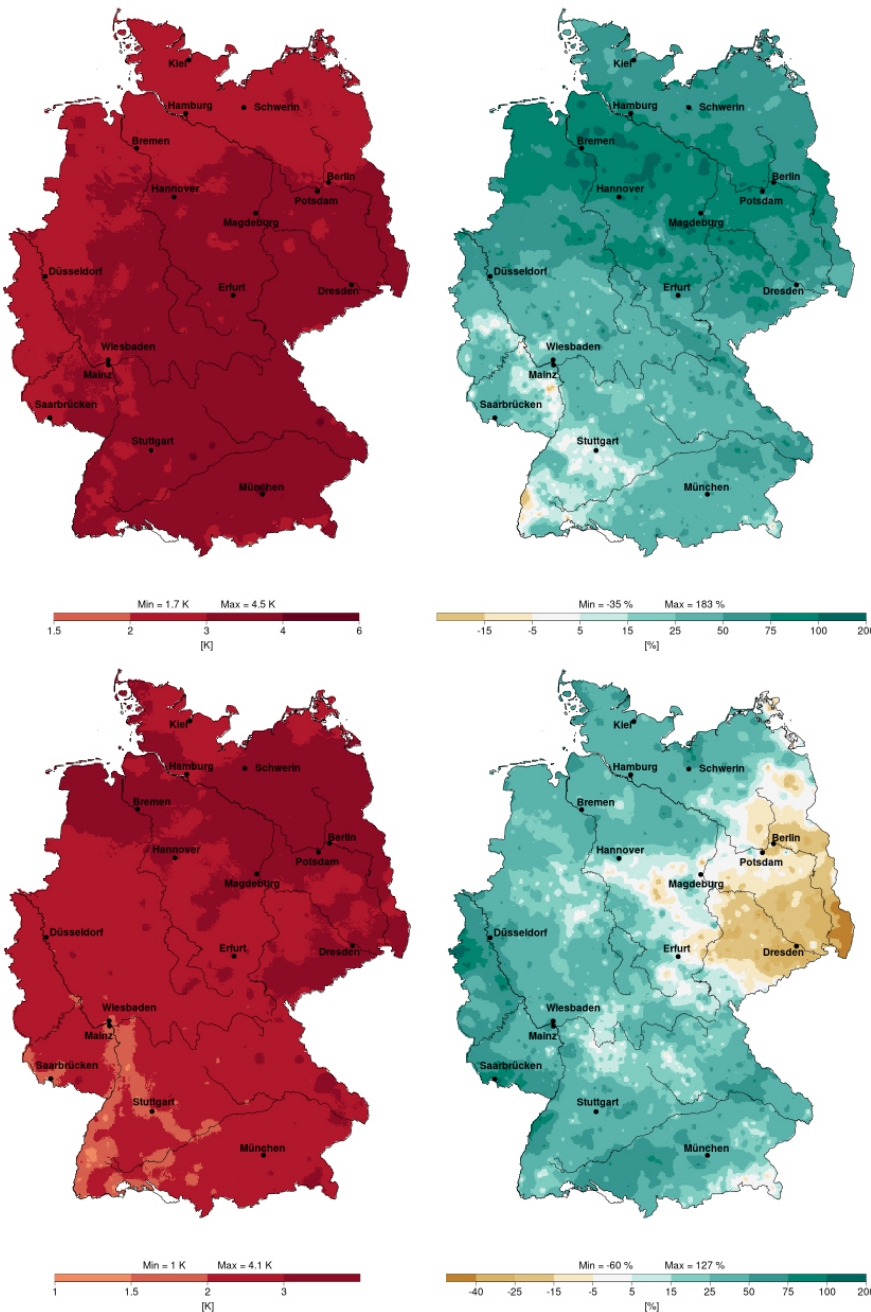 Kiel
Hamburg
Schwerin
Bremen
Berlin
Hannover
Potsdam
Magdeburg
Düsseldorf
Erfurt
Dresden
Wiesbaden
Mainz
Saarbrücken
Stuttgart
München
Min = 1.7 K Max = 4.5 K
1.5 2 3 4 6
[K]
Kiel
Hamburg
Schwerin
Bremen
Berlin
Hannover
Potsdam
Magdeburg
Düsseldorf
Erfurt
Dresden
Wiesbaden
Mainz
Saarbrücken
Stuttgart
München
Min = -35 % Max = 183 %
-15 -5 5 15 25 50 75 100 200
[%]
Kiel
Hamburg
Schwerin
Bremen
Berlin
Hannover
Potsdam
Magdeburg
Düsseldorf
Erfurt
Dresden
Wiesbaden
Mainz
Saarbrücken
Stuttgart
München
Min = 1 K Max = 4.1 K
1 1.5 2 3
[K]
Kiel
Hamburg
Schwerin
Bremen
Berlin
Hannover
Potsdam
Magdeburg
Düsseldorf
Erfurt
Dresden
Wiesbaden
Mainz
Saarbrücken
Stuttgart
München
Min = -60 % Max = 127 %
-40 -25 -15 -5 5 15 25 50 75 100 200
[%]